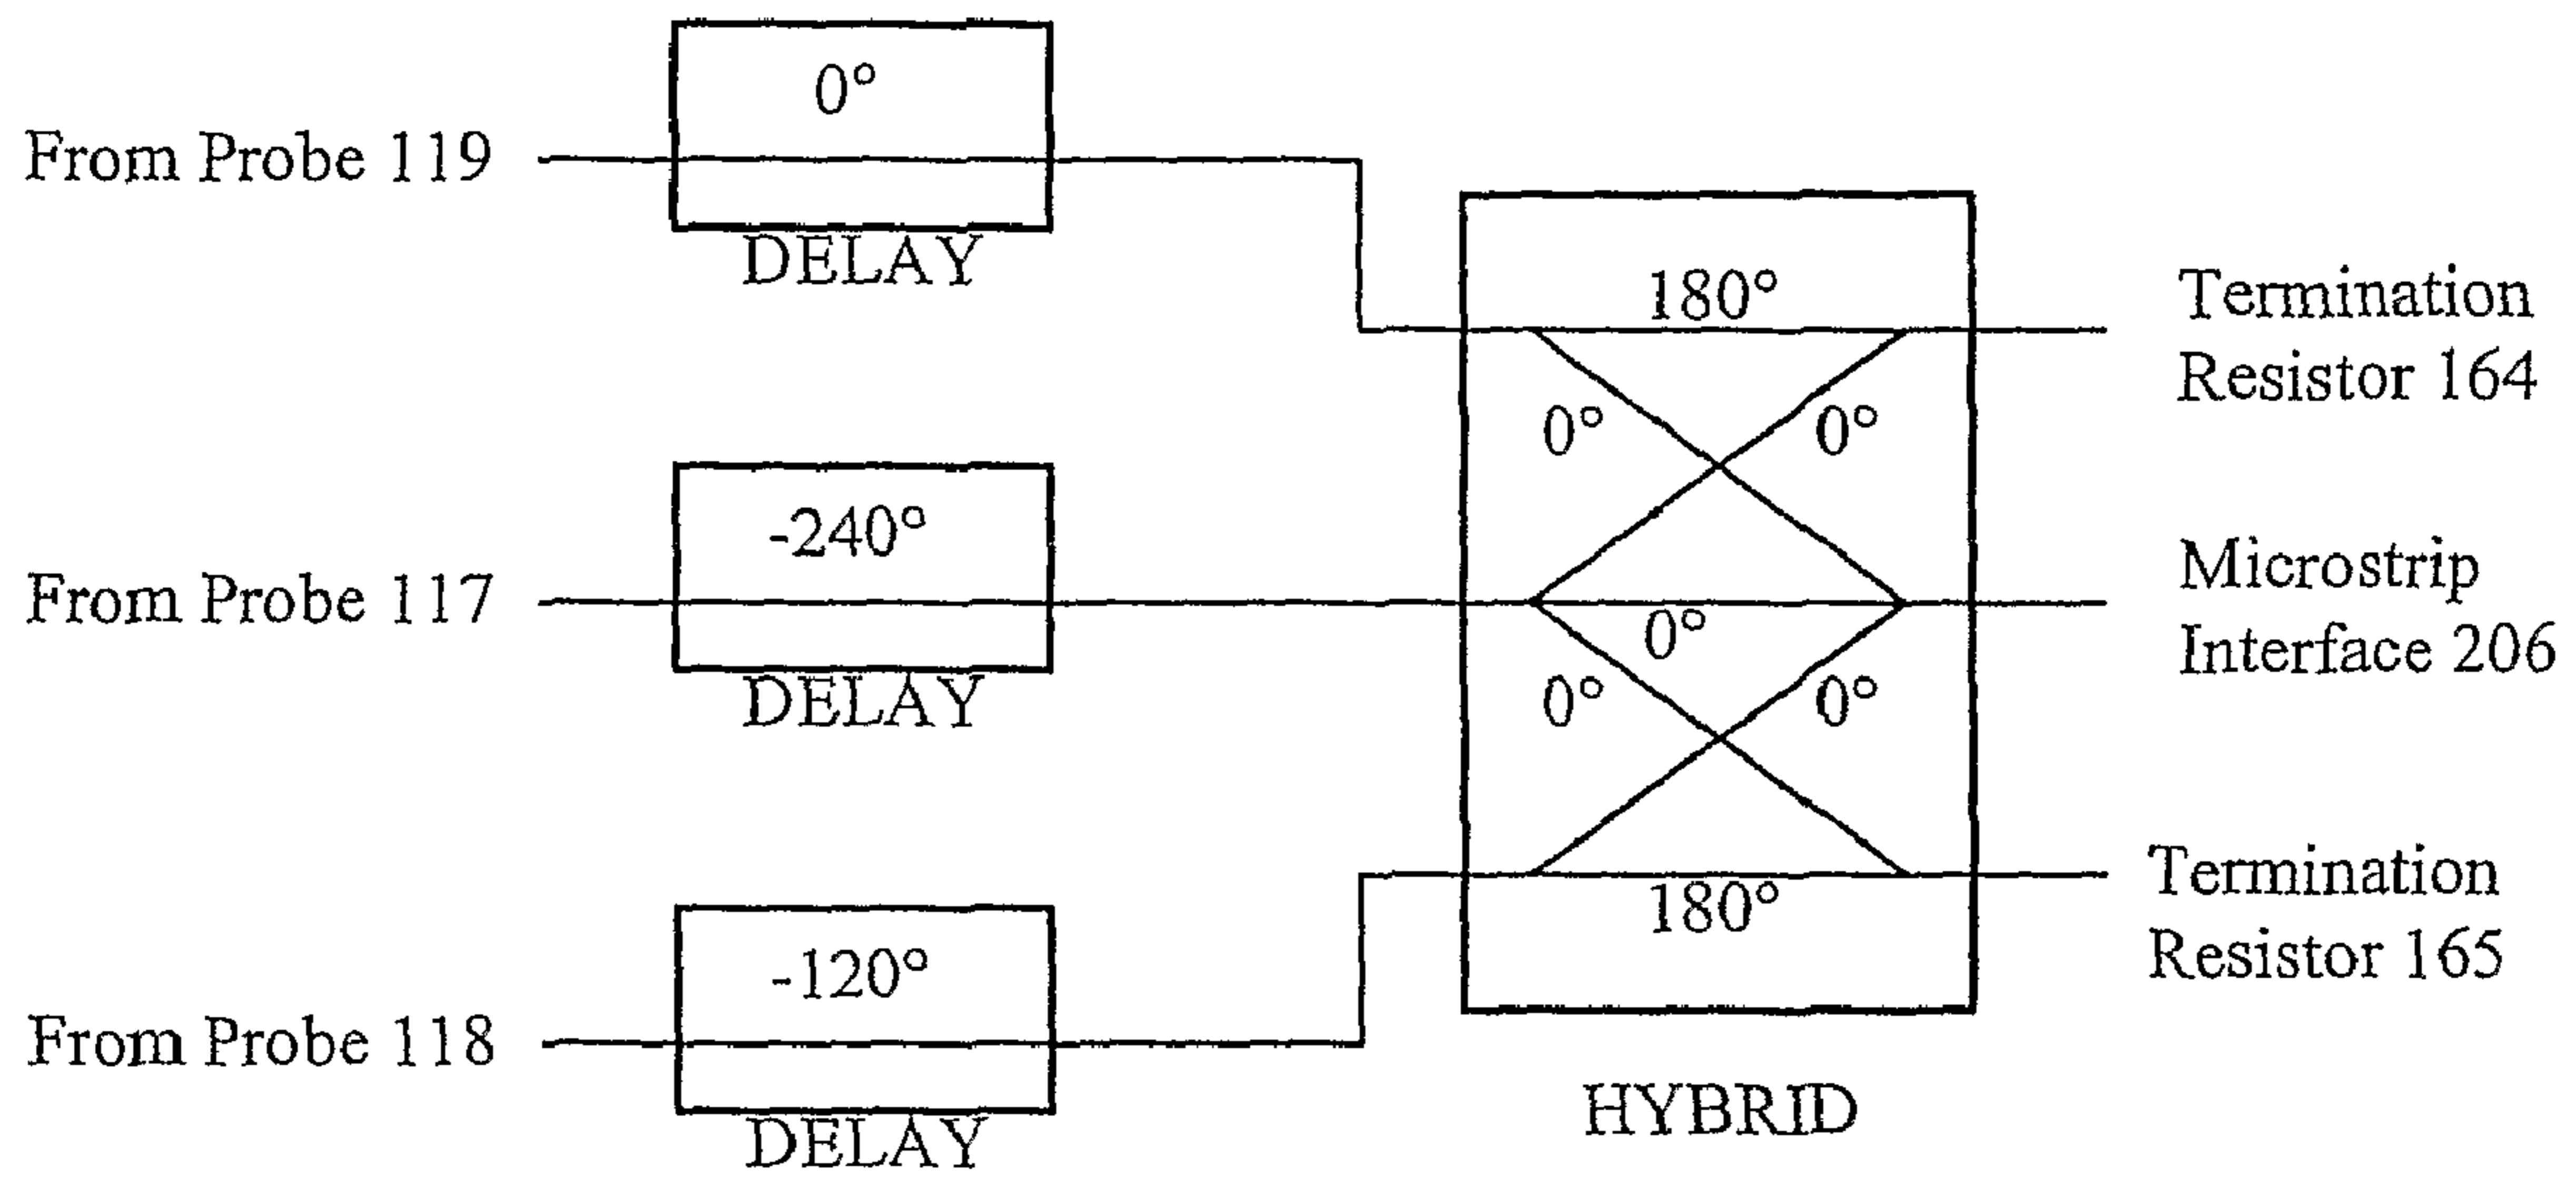 0°
From Probe 119
DELAY
180°
Termination
Resistor 164
0°
0°
-240°
From Probe 117
DELAY
0°
Microstrip
Interface 206
0°
0°
180°
Termination
Resistor 165
-120°
From Probe 118
DELAY
HYBRID